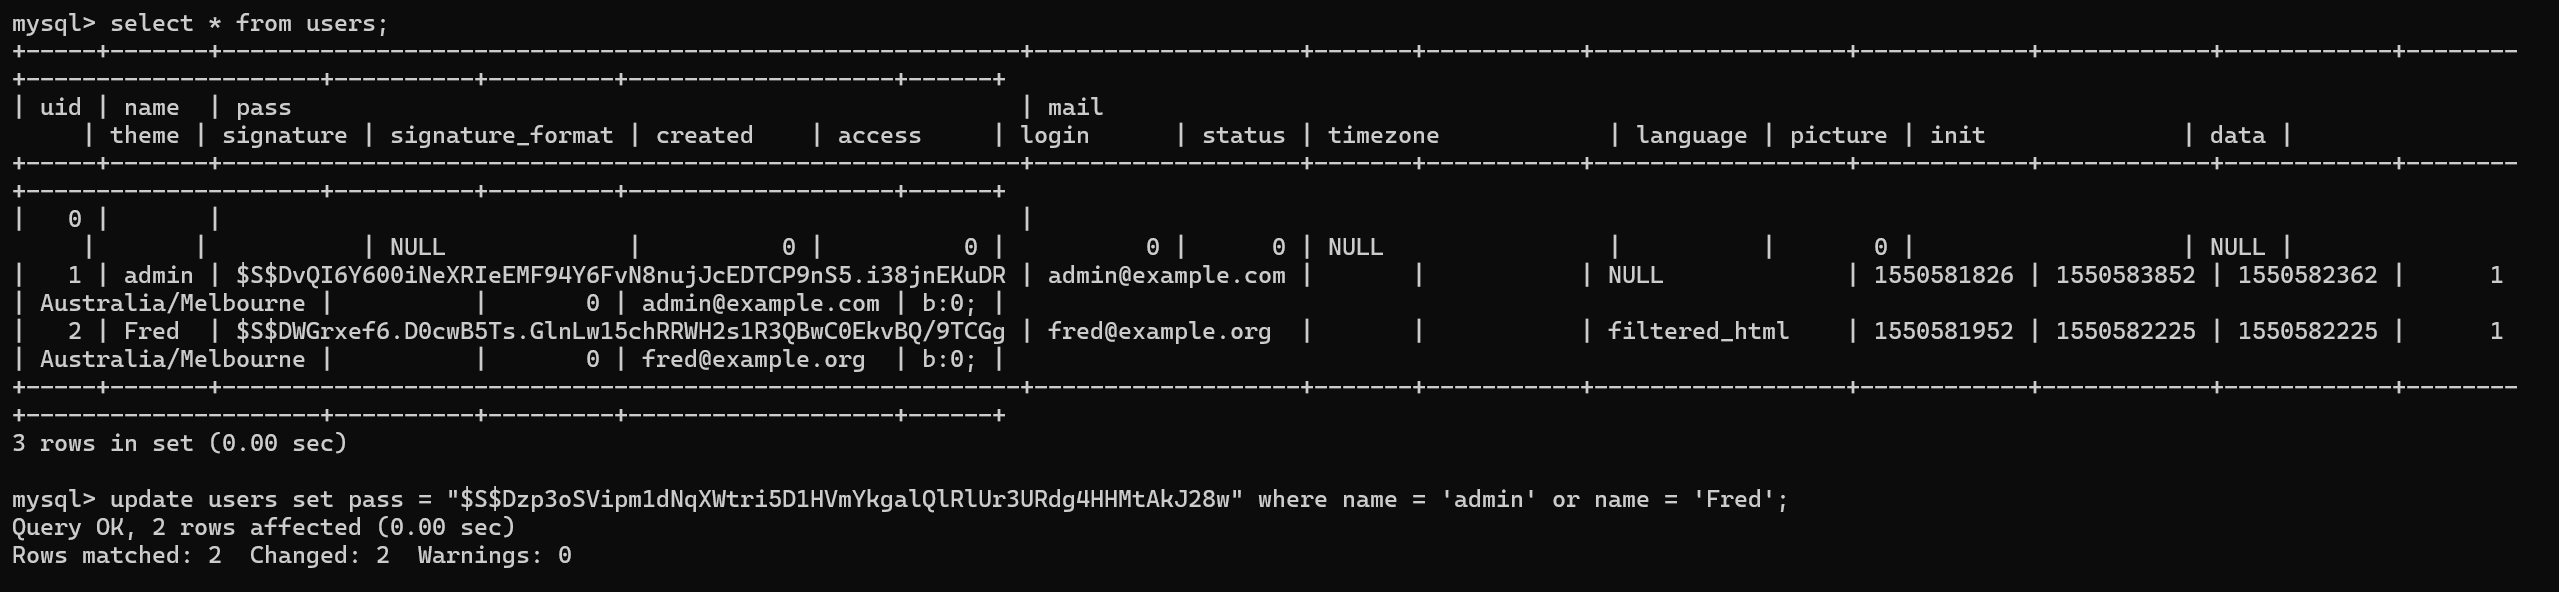 mysql> select * from users;
+-----+-------+---------------------------------------------------------+-------------------+-------+-----------+------------------+------------+------------+------------+--------
+---------------------+----------+---------+-------------------+------+
| uid | name  | pass                                                    | mail
     | theme | signature | signature_format | created    | access     | login      | status | timezone            | language | picture | init              | data |
+-----+-------+---------------------------------------------------------+-------------------+-------+-----------+------------------+------------+------------+------------+--------
+---------------------+----------+---------+-------------------+------+
|   0 |       |                                                         |
     |       |           | NULL             |          0 |          0 |          0 |      0 | NULL                |          |       0 |                   | NULL |
|   1 | admin | $S$DvQI6Y600iNeXRIeEMF94Y6FvN8nujJcEDTCP9nS5.i38jnEKuDR | admin@example.com |       |           | NULL             | 1550581826 | 1550583852 | 1550582362 |      1
| Australia/Melbourne |          |       0 | admin@example.com | b:0; |
|   2 | Fred  | $S$DWGrxef6.D0cwB5Ts.GlnLw15chRRWH2s1R3QBwC0EkvBQ/9TCGg | fred@example.org  |       |           | filtered_html    | 1550581952 | 1550582225 | 1550582225 |      1
| Australia/Melbourne |          |       0 | fred@example.org  | b:0; |
+-----+-------+---------------------------------------------------------+-------------------+-------+-----------+------------------+------------+------------+------------+--------
+---------------------+----------+---------+-------------------+------+
3 rows in set (0.00 sec)

mysql> update users set pass = "$S$Dzp3oSVipm1dNqXWtri5D1HVmYkgalQlRlUr3URdg4HHMtAkJ28w" where name = 'admin' or name = 'Fred';
Query OK, 2 rows affected (0.00 sec)
Rows matched: 2  Changed: 2  Warnings: 0